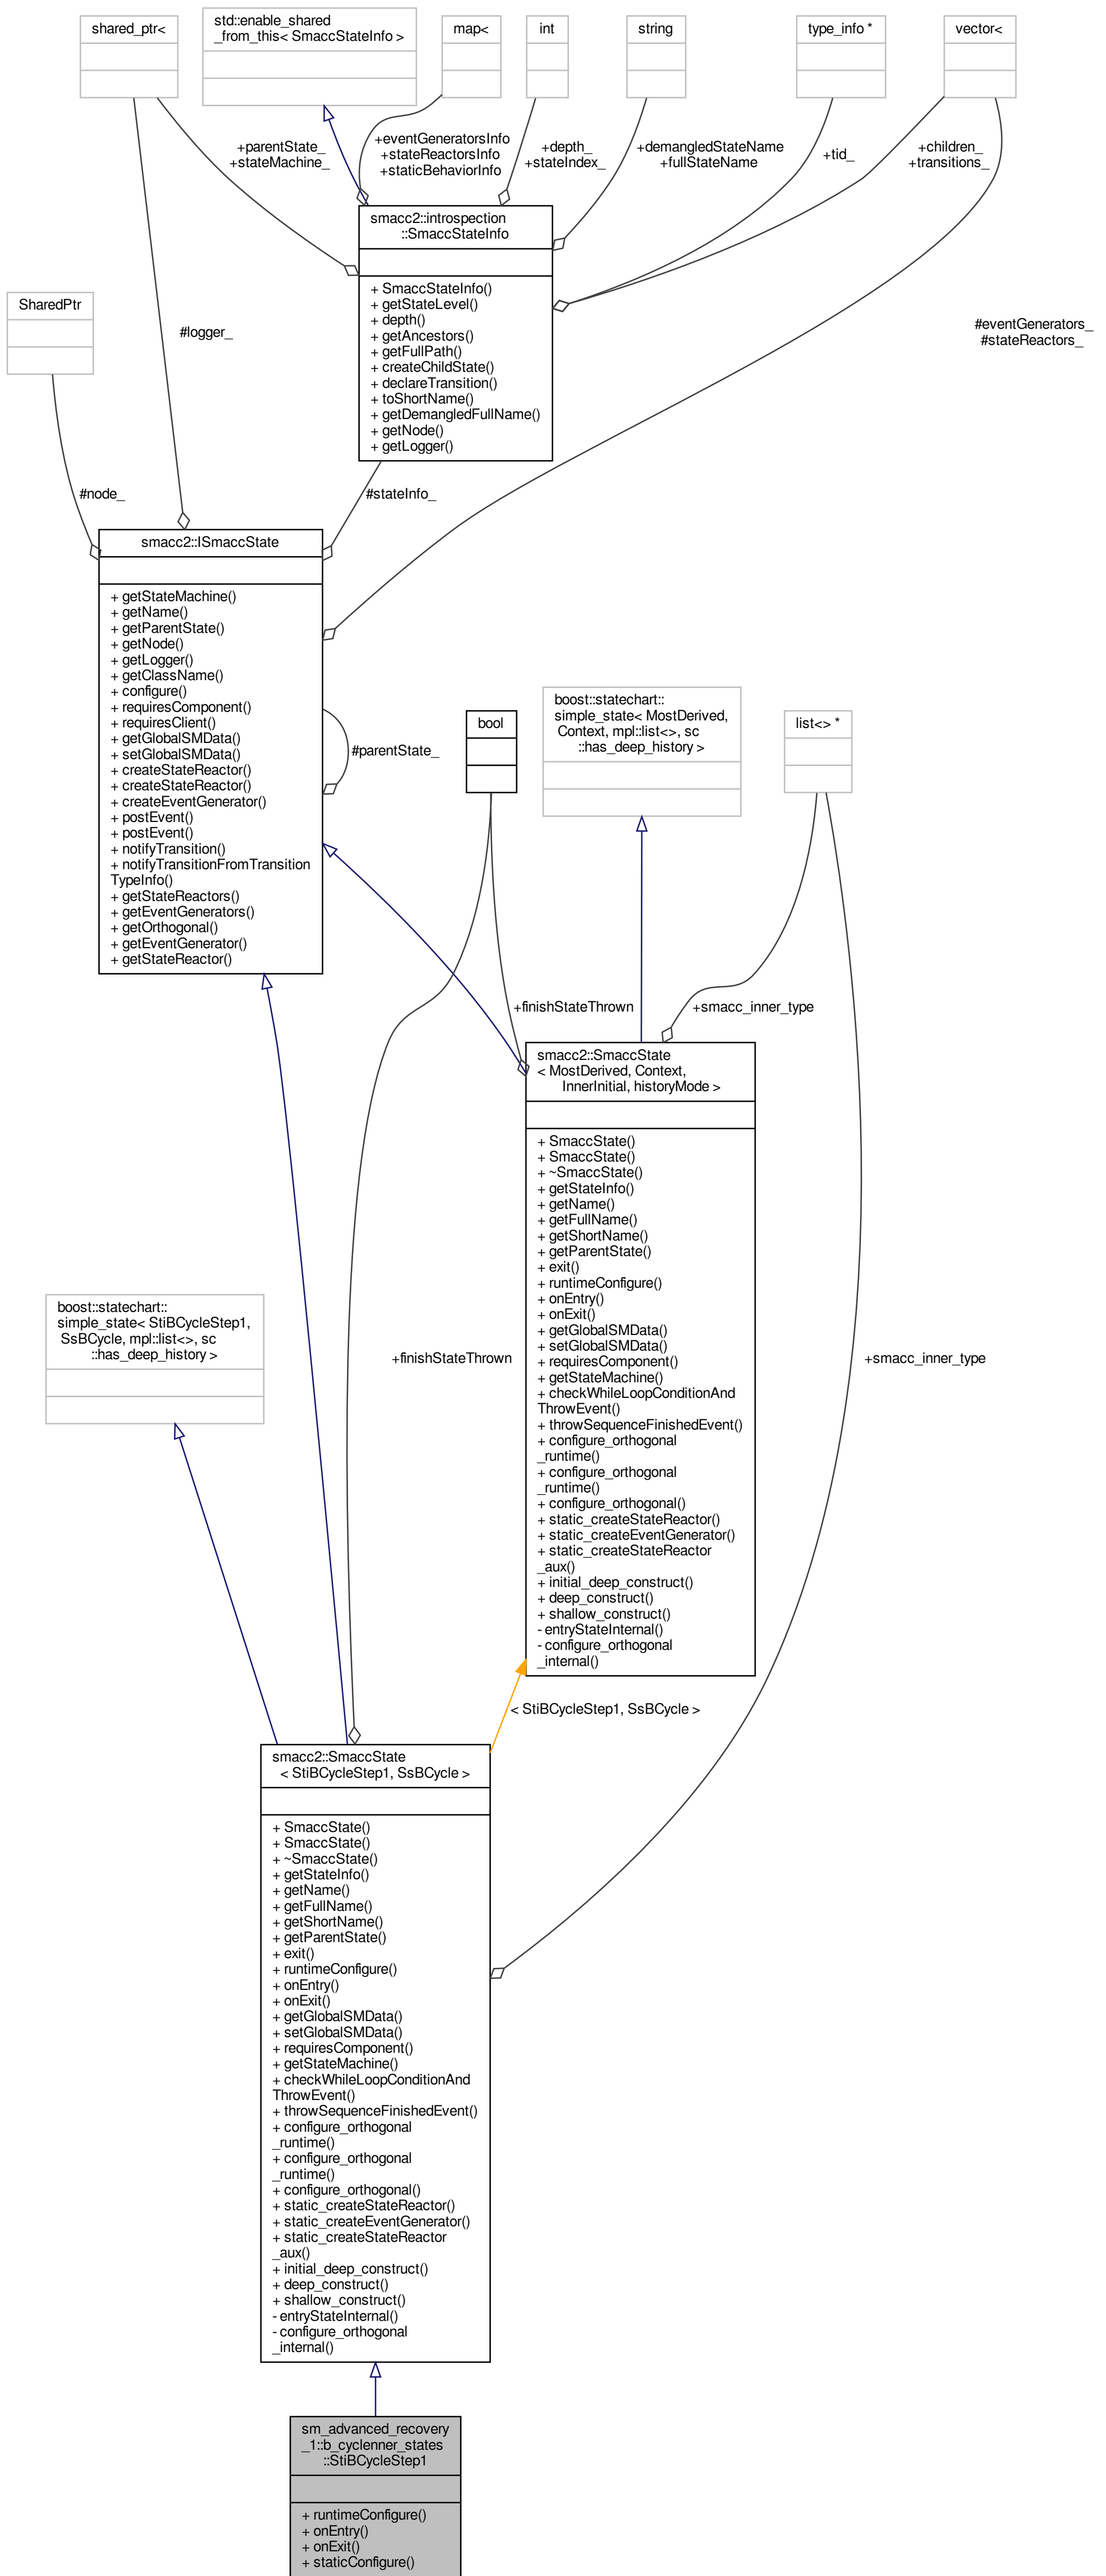 shared_ptr<
std::enable_shared
_from_this< SmaccStateInfo >
map<
int
string
type_info *
vector<
+parentState_
+stateMachine_
+eventGeneratorsInfo
+stateReactorsInfo
+staticBehaviorInfo
+depth_
+stateIndex_
+demangledStateName
+fullStateName
+tid_
+children_
+transitions_
smacc2::introspection
::SmaccStateInfo
+ SmaccStateInfo()
+ getStateLevel()
+ depth()
+ getAncestors()
+ getFullPath()
+ createChildState()
+ declareTransition()
+ toShortName()
+ getDemangledFullName()
+ getNode()
+ getLogger()
SharedPtr
#logger_
#eventGenerators_
#stateReactors_
#node_
#stateInfo_
smacc2::ISmaccState
+ getStateMachine()
+ getName()
+ getParentState()
+ getNode()
+ getLogger()
+ getClassName()
+ configure()
+ requiresComponent()
+ requiresClient()
+ getGlobalSMData()
+ setGlobalSMData()
+ createStateReactor()
+ createStateReactor()
+ createEventGenerator()
+ postEvent()
+ postEvent()
+ notifyTransition()
+ notifyTransitionFromTransition
TypeInfo()
+ getStateReactors()
+ getEventGenerators()
+ getOrthogonal()
+ getEventGenerator()
+ getStateReactor()
#parentState_
bool
boost::statechart::
simple_state< MostDerived,
Context, mpl::list<>, sc
::has_deep_history >
list<> *
+finishStateThrown
+smacc_inner_type
smacc2::SmaccState
< MostDerived, Context,
InnerInitial, historyMode >
+ SmaccState()
+ SmaccState()
+ ~SmaccState()
+ getStateInfo()
+ getName()
+ getFullName()
+ getShortName()
+ getParentState()
+ exit()
+ runtimeConfigure()
+ onEntry()
+ onExit()
+ getGlobalSMData()
+ setGlobalSMData()
+ requiresComponent()
+ getStateMachine()
+ checkWhileLoopConditionAnd
ThrowEvent()
+ throwSequenceFinishedEvent()
+ configure_orthogonal
_runtime()
+ configure_orthogonal
_runtime()
+ configure_orthogonal()
+ static_createStateReactor()
+ static_createEventGenerator()
+ static_createStateReactor
_aux()
+ initial_deep_construct()
+ deep_construct()
+ shallow_construct()
- entryStateInternal()
- configure_orthogonal
_internal()
boost::statechart::
simple_state< StiBCycleStep1,
SsBCycle, mpl::list<>, sc
::has_deep_history >
+finishStateThrown
+smacc_inner_type
< StiBCycleStep1, SsBCycle >
smacc2::SmaccState
< StiBCycleStep1, SsBCycle >
+ SmaccState()
+ SmaccState()
+ ~SmaccState()
+ getStateInfo()
+ getName()
+ getFullName()
+ getShortName()
+ getParentState()
+ exit()
+ runtimeConfigure()
+ onEntry()
+ onExit()
+ getGlobalSMData()
+ setGlobalSMData()
+ requiresComponent()
+ getStateMachine()
+ checkWhileLoopConditionAnd
ThrowEvent()
+ throwSequenceFinishedEvent()
+ configure_orthogonal
_runtime()
+ configure_orthogonal
_runtime()
+ configure_orthogonal()
+ static_createStateReactor()
+ static_createEventGenerator()
+ static_createStateReactor
_aux()
+ initial_deep_construct()
+ deep_construct()
+ shallow_construct()
- entryStateInternal()
- configure_orthogonal
_internal()
sm_advanced_recovery
_1::b_cyclenner_states
::StiBCycleStep1
+ runtimeConfigure()
+ onEntry()
+ onExit()
+ staticConfigure()